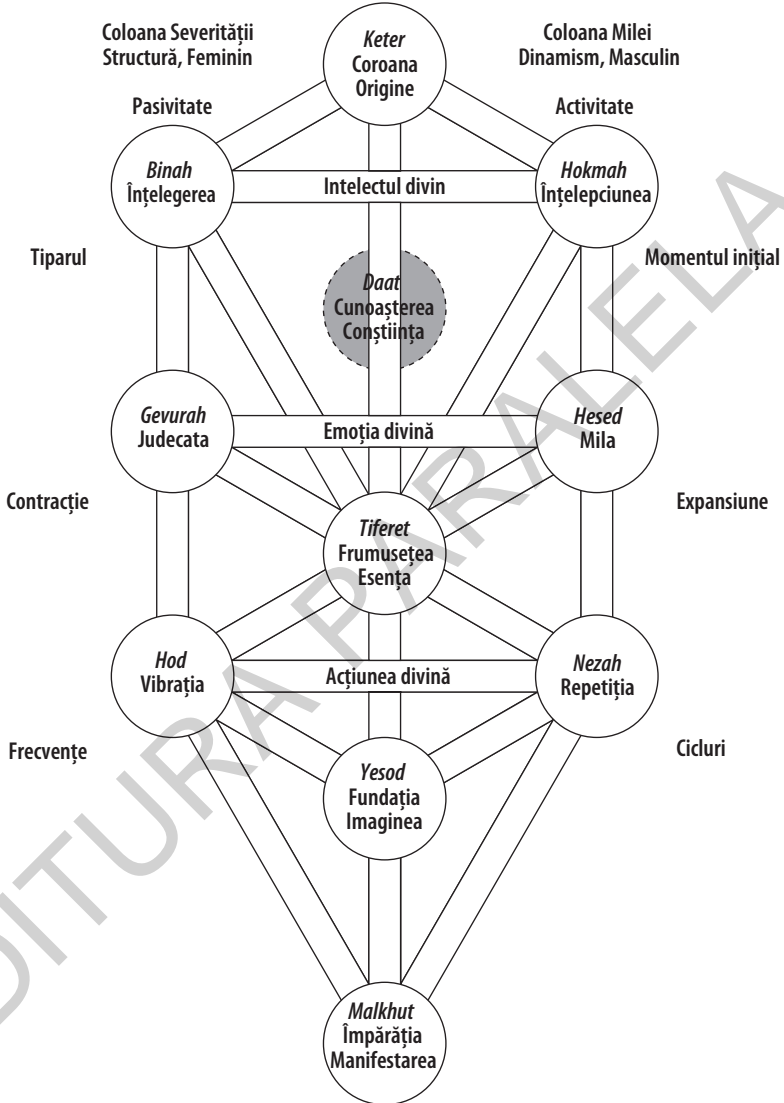 Coloana Severității
Structură, Feminin
Keter
Coroana
Origine
Coloana Milei
Dinamism, Masculin
Pasivitate
Activitate
Binah
Înțelegerea
Intelectul divin
Hokmah
Înțelepciunea
Tiparul
Daat
Cunoașterea
Conștiința
Momentul inițial
Gevurah
Judecata
Emoția divină
Hesed
Mila
Contracție
Tiferet
Frumusețea
Esența
Expansiune
Hod
Vibrația
Acțiunea divină
Nezah
Repetiția
Frecvențe
Yesod
Fundația
Imaginea
Cicluri
Malkhut
Împărăția
Manifestarea
DITURA PARALELA